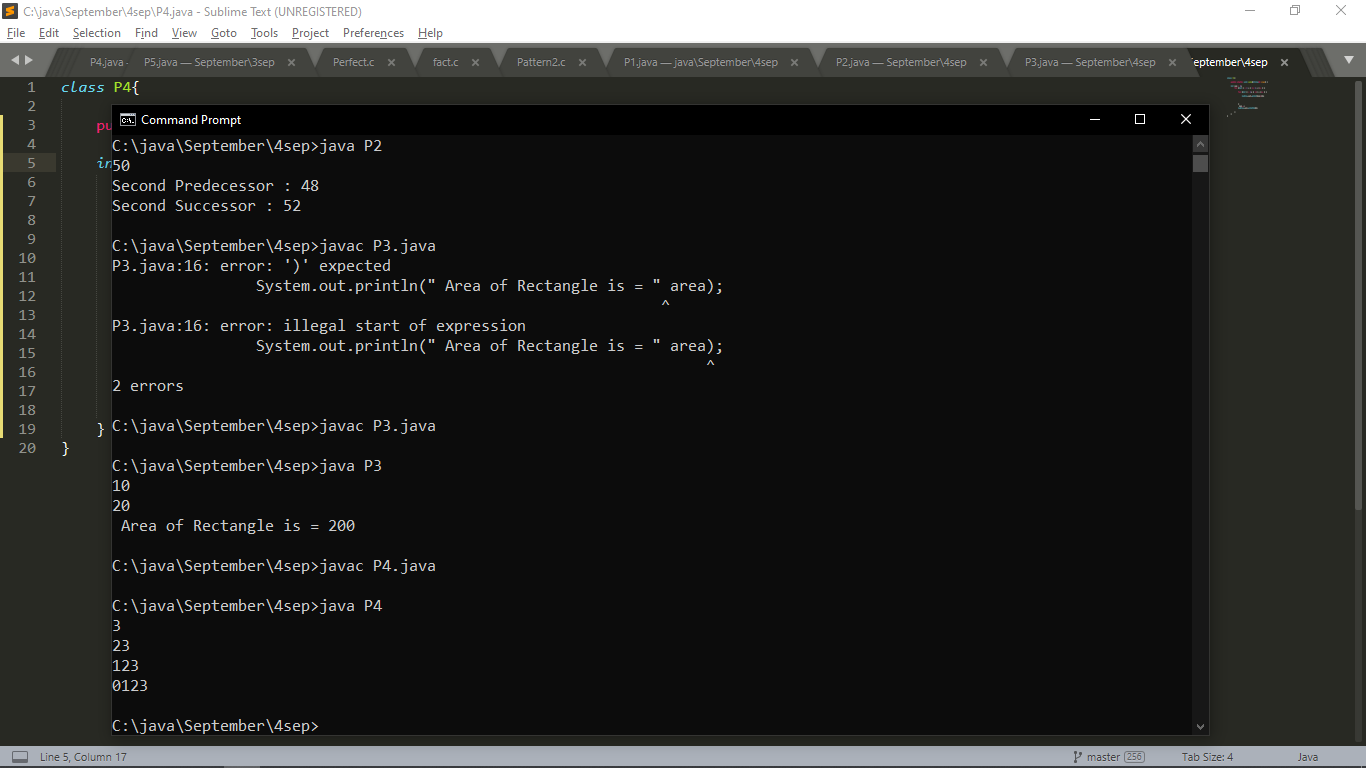 C:\java\September\4sep\P4.java - Sublime Text (UNREGISTERED)
File Edit Selection Find View Goto Tools Project Preferences Help
P4.java P5.java — September\3sep Perfect.c fact.c Pattern2.c P1.java — java\September\4sep P2.java — September\4sep P3.java — September\4sep eptember\4sep
1 class P4{
2
3 pu
4
5 in
6
7
8
9
10
11
12
13
14
15
16
17
18
19 }
20 }
Command Prompt
C:\java\September\4sep>java P2
50
Second Predecessor : 48
Second Successor : 52
C:\java\September\4sep>javac P3.java
P3.java:16: error: ')' expected
System.out.println(" Area of Rectangle is = " area);
^
P3.java:16: error: illegal start of expression
System.out.println(" Area of Rectangle is = " area);
^
2 errors
C:\java\September\4sep>javac P3.java
C:\java\September\4sep>java P3
10
20
Area of Rectangle is = 200
C:\java\September\4sep>javac P4.java
C:\java\September\4sep>java P4
3
23
123
0123
C:\java\September\4sep>
Line 5, Column 17 master 256 Tab Size: 4 Java